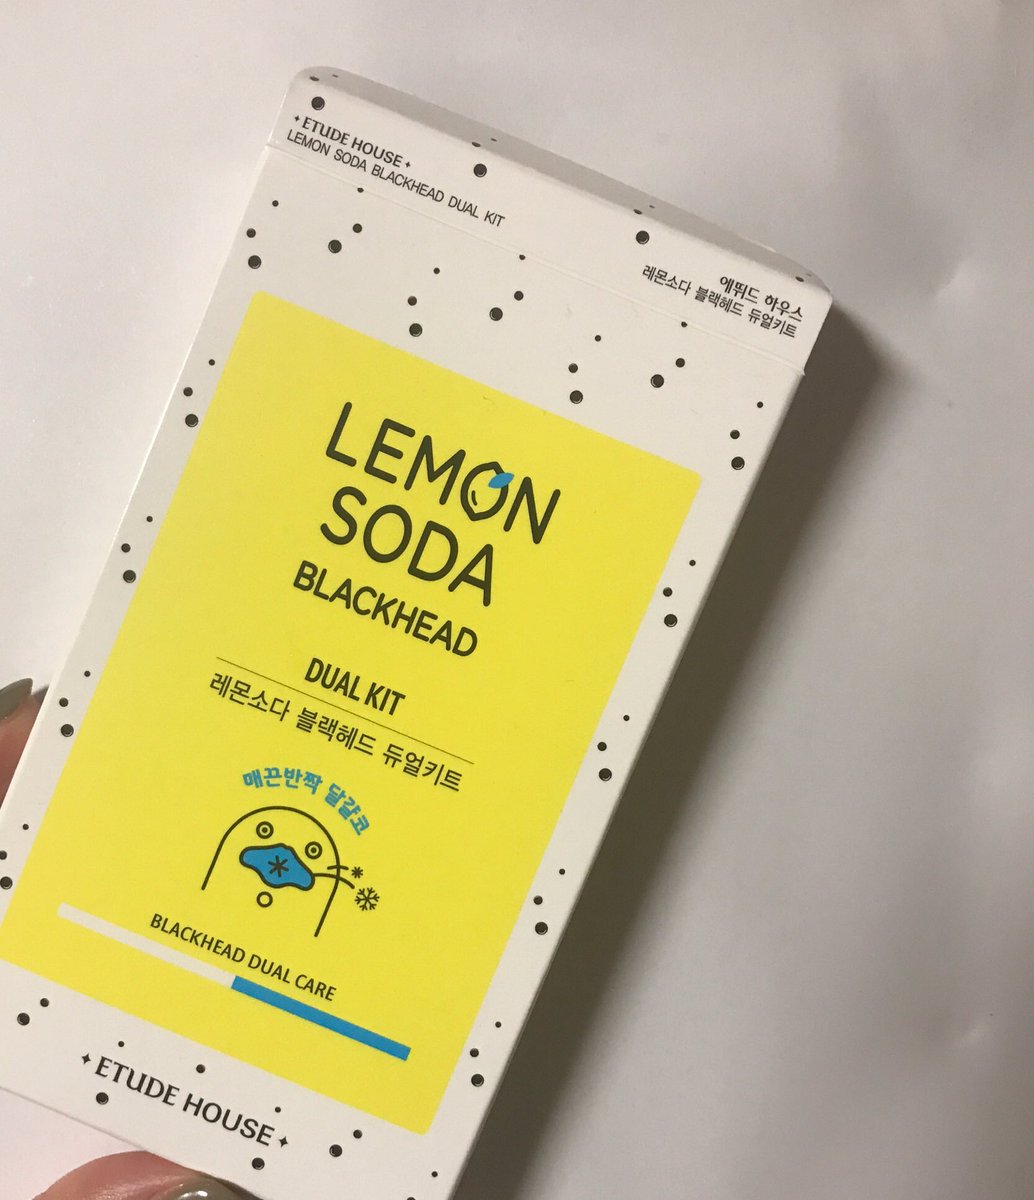 ETUDE HOUSE
LEMON SODA BLACKHEAD DUAL KIT
에뛰드 하우스
레몬소다 블랙헤드 듀얼키트
LEMON
SODA
BLACKHEAD
DUAL KIT
레몬소다 블랙헤드 듀얼키트
매끈반짝 달걀코
BLACKHEAD DUAL CARE
ETUDE HOUSE